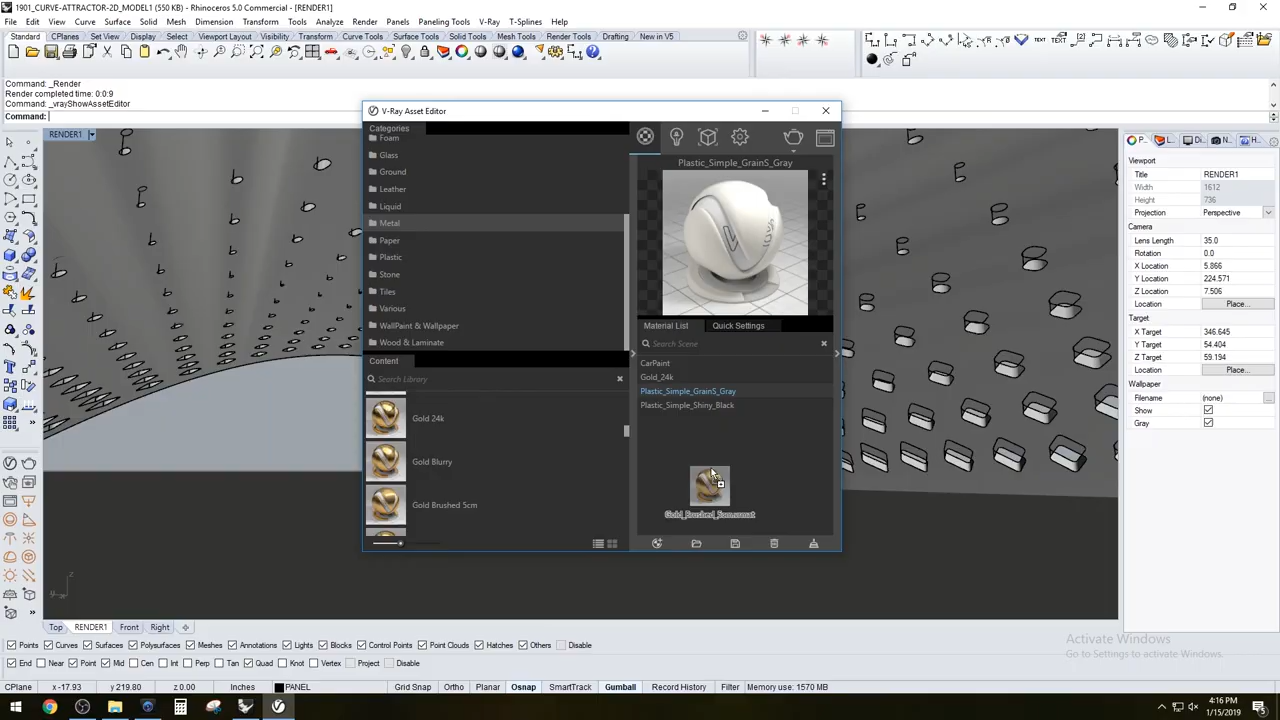 1901_CURVE-ATTRACTOR-2D_MODEL1 (550 KB) - Rhinoceros 5.0 Commercial - [RENDER1]
File Edit View Curve Surface Solid Mesh Dimension Transform Tools Analyze Render Panels Paneling Tools V-Ray T-Splines Help
Standard CPlanes Set View Display Select Viewport Layout Visibility Transform Curve Tools Surface Tools Solid Tools Mesh Tools Render Tools Drafting New in V5
Command: _Render
Render completed time: 0:0:9
Command: _vrayShowAssetEditor
Command:
RENDER1
V-Ray Asset Editor
Categories
Foam
Glass
Ground
Leather
Liquid
Metal
Paper
Plastic
Stone
Tiles
Various
WallPaint & Wallpaper
Wood & Laminate
Content
Search Library
Gold 24k
Gold Blurry
Gold Brushed 5cm
Plastic_Simple_GrainS_Gray
Material List Quick Settings
Search Scene
CarPaint
Gold_24k
Plastic_Simple_GrainS_Gray
Plastic_Simple_Shiny_Black
P... L... Di... N... H...
Viewport
Title RENDER1
Width 1612
Height 736
Projection Perspective
Camera
Lens Length 35.0
Rotation 0.0
X Location 5.866
Y Location 224.571
Z Location 7.506
Location Place...
Target
X Target 346.645
Y Target 54.404
Z Target 59.194
Location Place...
Wallpaper
Filename (none) ...
Show
Gray
Top RENDER1 Front Right
Activate Windows
Go to Settings to activate Windows.
Points Curves Surfaces Polysurfaces Meshes Annotations Lights Blocks Control Points Point Clouds Hatches Others Disable
End Near Point Mid Cen Int Perp Tan Quad Knot Vertex Project Disable
CPlane x -17.93 y 219.80 z 0.00 Inches PANEL Grid Snap Ortho Planar Osnap SmartTrack Gumball Record History Filter Memory use: 1570 MB
4:16 PM
1/15/2019